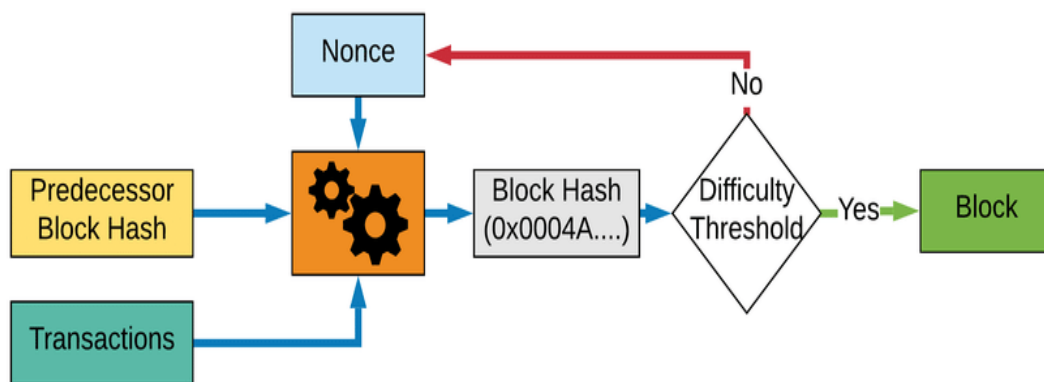 Nonce
No
Predecessor
Block Hash
Block Hash
(0x0004A....)
Difficulty
Threshold
Yes
Block
Transactions